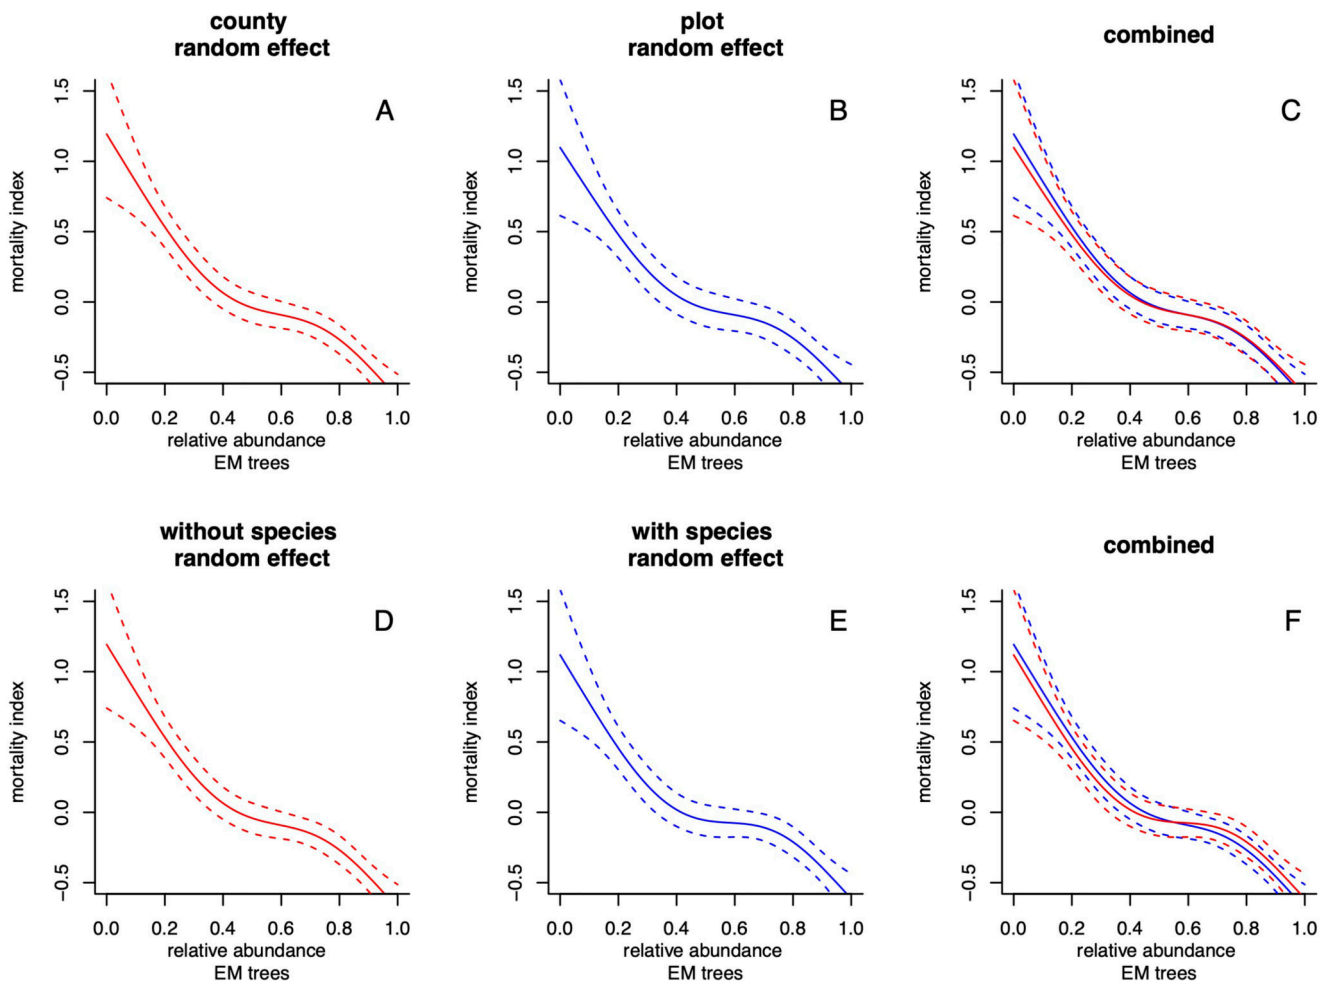 county
random effect
plot
random effect
combined
A
B
C
mortality index
−0.5 0.0 0.5 1.0 1.5
0.0 0.2 0.4 0.6 0.8 1.0
relative abundance
EM trees
mortality index
−0.5 0.0 0.5 1.0 1.5
0.0 0.2 0.4 0.6 0.8 1.0
relative abundance
EM trees
mortality index
−0.5 0.0 0.5 1.0 1.5
0.0 0.2 0.4 0.6 0.8 1.0
relative abundance
EM trees
without species
random effect
with species
random effect
combined
D
E
F
mortality index
−0.5 0.0 0.5 1.0 1.5
0.0 0.2 0.4 0.6 0.8 1.0
relative abundance
EM trees
mortality index
−0.5 0.0 0.5 1.0 1.5
0.0 0.2 0.4 0.6 0.8 1.0
relative abundance
EM trees
mortality index
−0.5 0.0 0.5 1.0 1.5
0.0 0.2 0.4 0.6 0.8 1.0
relative abundance
EM trees